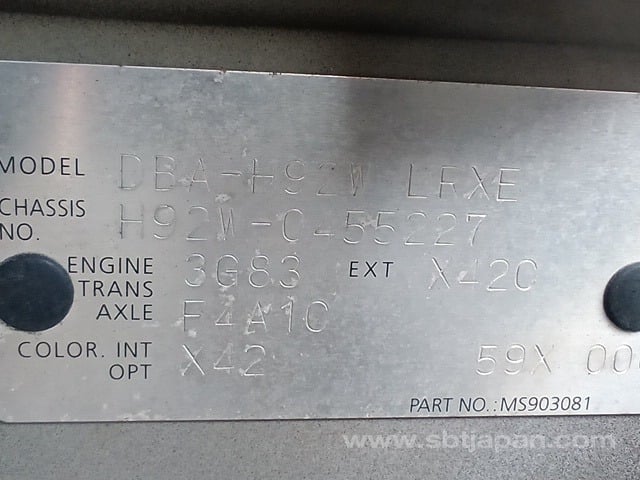 MODEL DBA-H92W LRXE
CHASSIS NO. H92W-0455227
ENGINE 3G83 EXT X42C
TRANS AXLE F4A1C
COLOR. INT OPT X42 59X 00
PART NO.:MS903081
www.sbtjapan.com